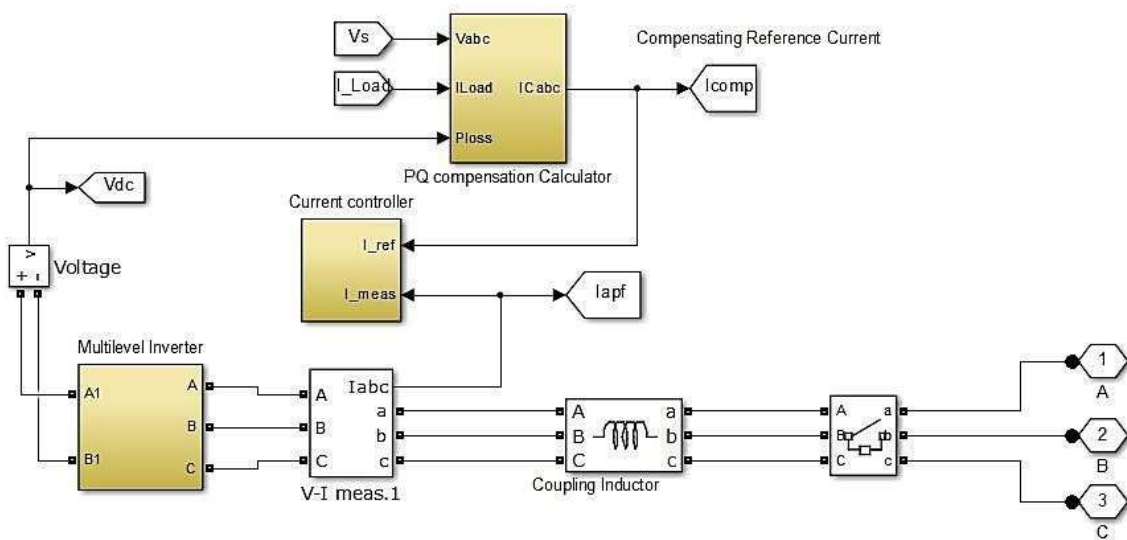 Vs
Vabc
Compensating Reference Current
I_Load
ILoad
ICabc
Icomp
Ploss
PQ compensation Calculator
Vdc
Current controller
I_ref
v
+ -
Voltage
I_meas
Iapf
Multilevel Inverter
A1
A
B
B1
C
Iabc
A
a
B
b
C
c
V-I meas.1
A
a
B
b
C
c
Coupling Inductor
A
a
B
b
C
c
1
A
2
B
3
C